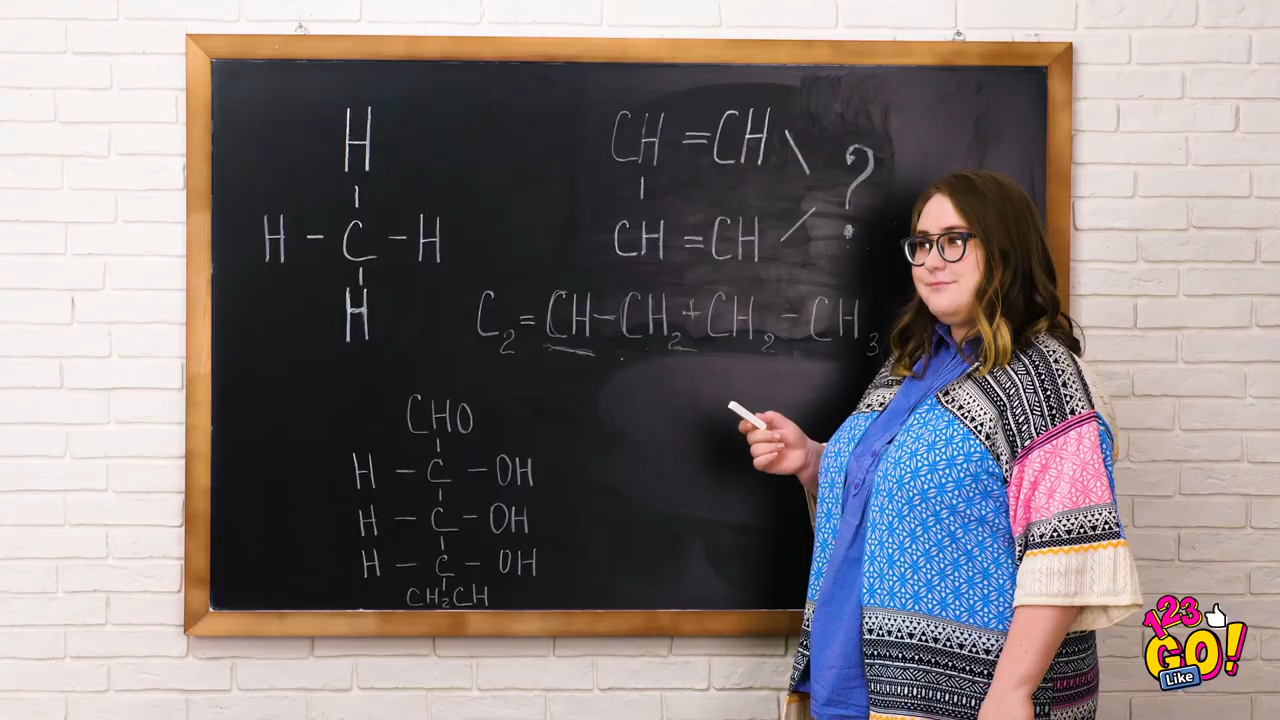 H
H - C - H
H
CH = CH ?
CH = CH
C₂ = CH - CH₂ + CH₂ - CH₃
CHO
H - C - OH
H - C - OH
H - C - OH
CH₂CH
123
GO!
Like